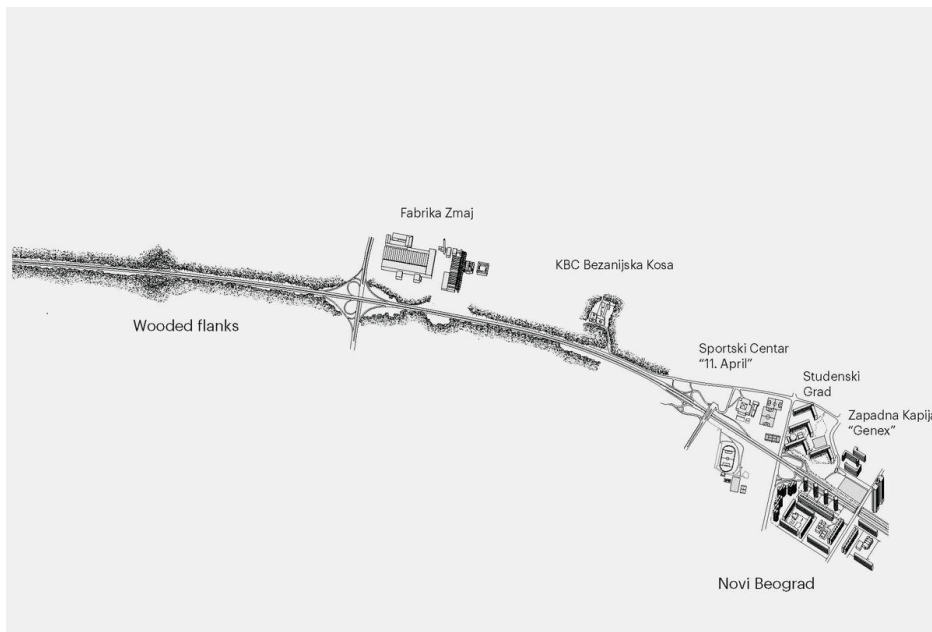 Fabrika Zmaj
KBC Bezanijska Kosa
Wooded flanks
Sportski Centar
“11. April”
Studenski
Grad
Zapadna Kapija
“Genex”
Novi Beograd